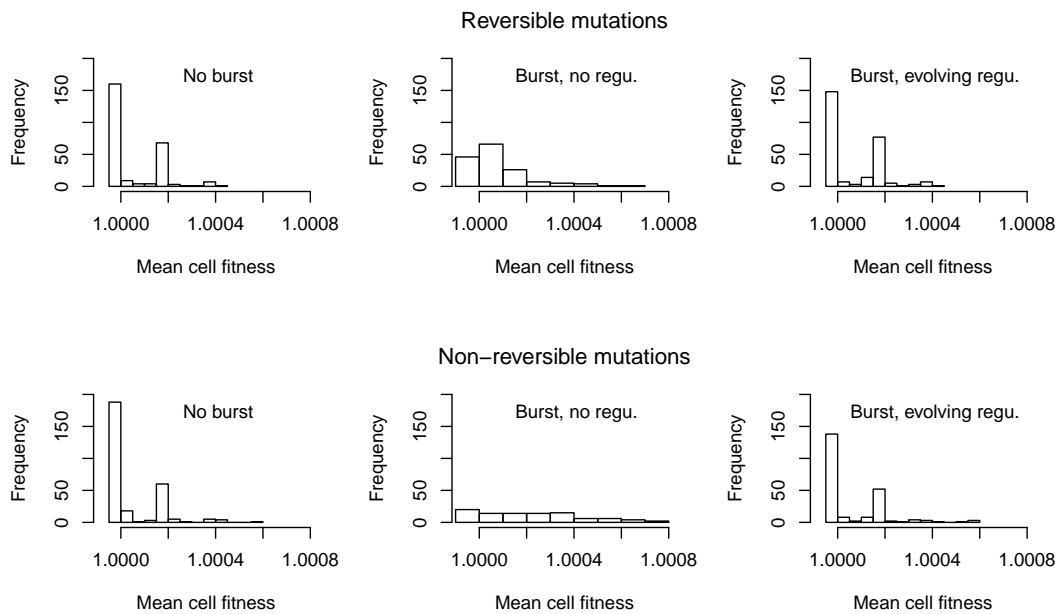 Reversible mutations
No burst
Frequency
0 50 150
1.0000 1.0004 1.0008
Mean cell fitness
Burst, no regu.
Frequency
0 50 150
1.0000 1.0004 1.0008
Mean cell fitness
Burst, evolving regu.
Frequency
0 50 150
1.0000 1.0004 1.0008
Mean cell fitness
Non−reversible mutations
No burst
Frequency
0 50 150
1.0000 1.0004 1.0008
Mean cell fitness
Burst, no regu.
Frequency
0 50 150
1.0000 1.0004 1.0008
Mean cell fitness
Burst, evolving regu.
Frequency
0 50 150
1.0000 1.0004 1.0008
Mean cell fitness